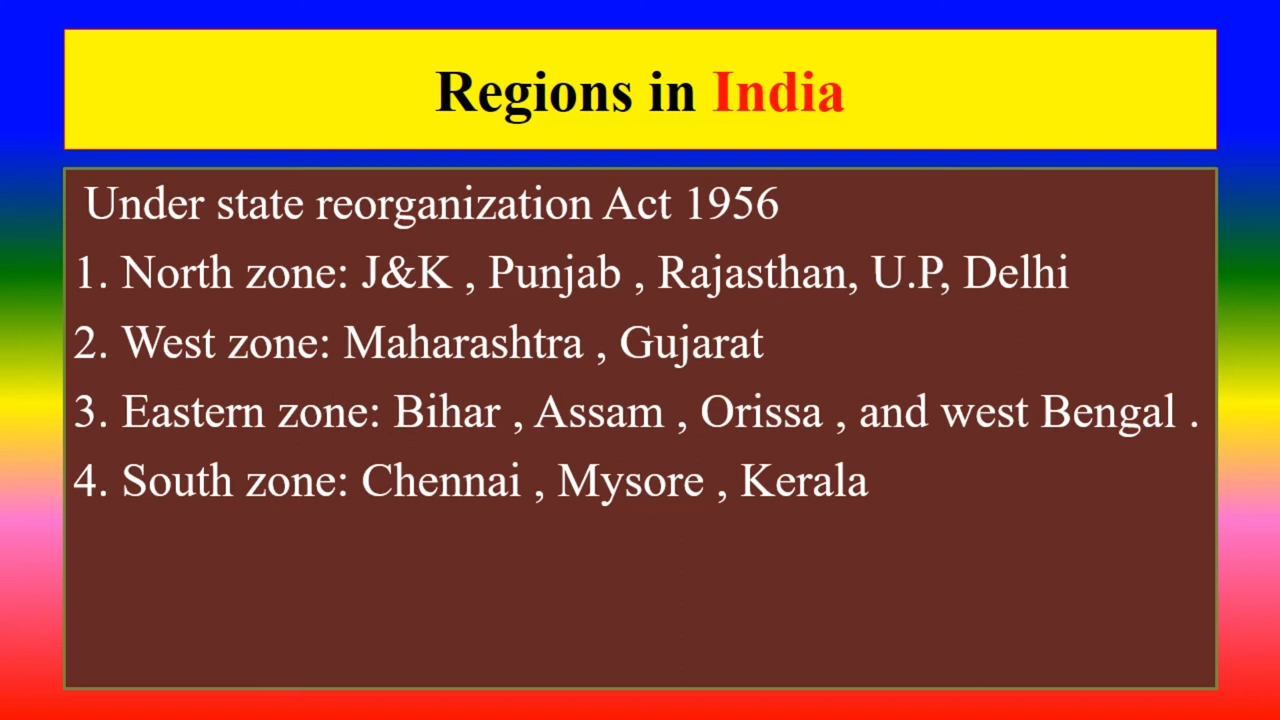 Regions in India
Under state reorganization Act 1956
1. North zone: J&K , Punjab , Rajasthan, U.P, Delhi
2. West zone: Maharashtra , Gujarat
3. Eastern zone: Bihar , Assam , Orissa , and west Bengal .
4. South zone: Chennai , Mysore , Kerala